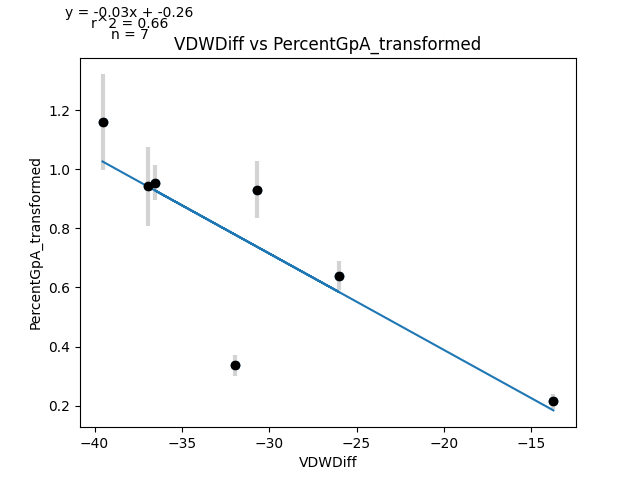 y = -0.03x + -0.26
r^2 = 0.66
n = 7
VDWDiff vs PercentGpA_transformed
PercentGpA_transformed
1.2
1.0
0.8
0.6
0.4
0.2
−40
−35
−30
−25
−20
−15
VDWDiff